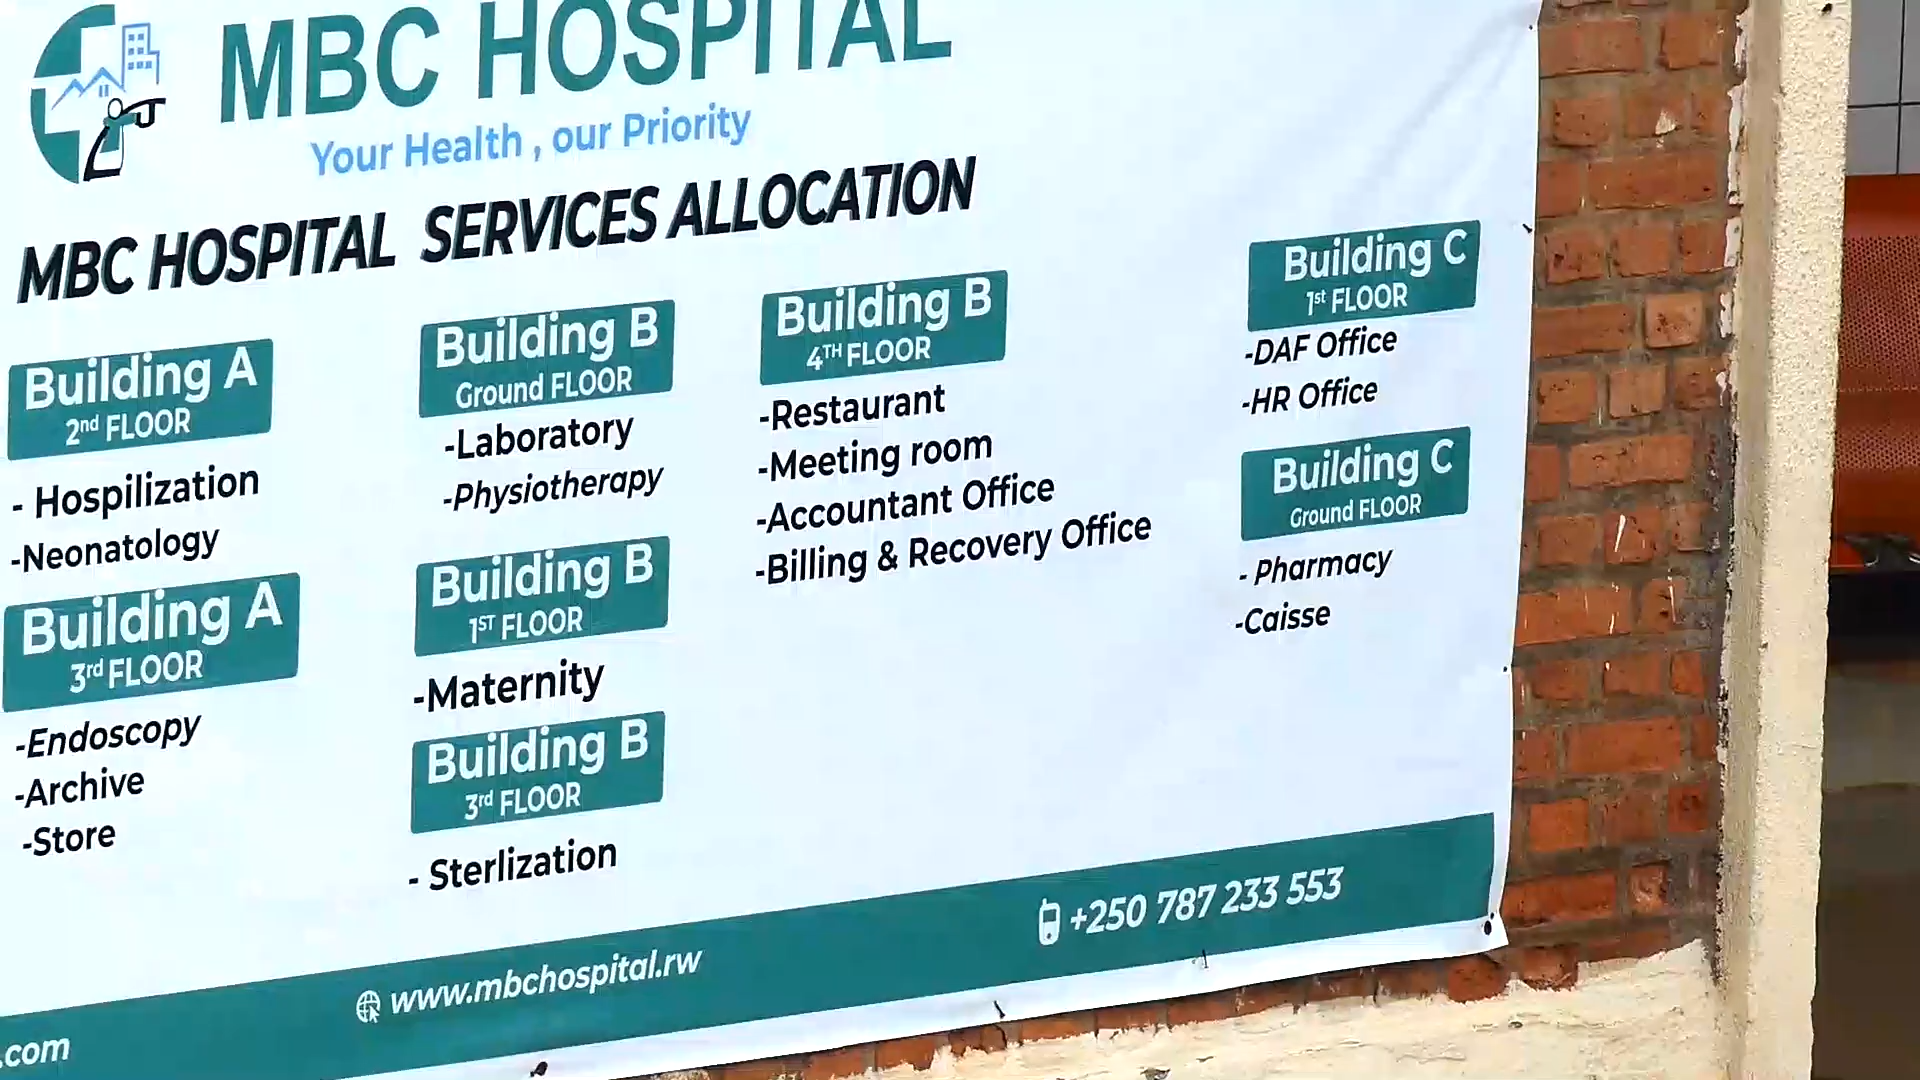 MBC HOSPITAL
Your Health , our Priority
MBC HOSPITAL SERVICES ALLOCATION
Building A
2nd FLOOR
- Hospilization
-Neonatology
Building A
3rd FLOOR
-Endoscopy
-Archive
-Store
Building B
Ground FLOOR
-Laboratory
-Physiotherapy
Building B
1ST FLOOR
-Maternity
Building B
3rd FLOOR
- Sterlization
Building B
4TH FLOOR
-Restaurant
-Meeting room
-Accountant Office
-Billing & Recovery Office
Building C
1st FLOOR
-DAF Office
-HR Office
Building C
Ground FLOOR
- Pharmacy
-Caisse
.com
www.mbchospital.rw
+250 787 233 553